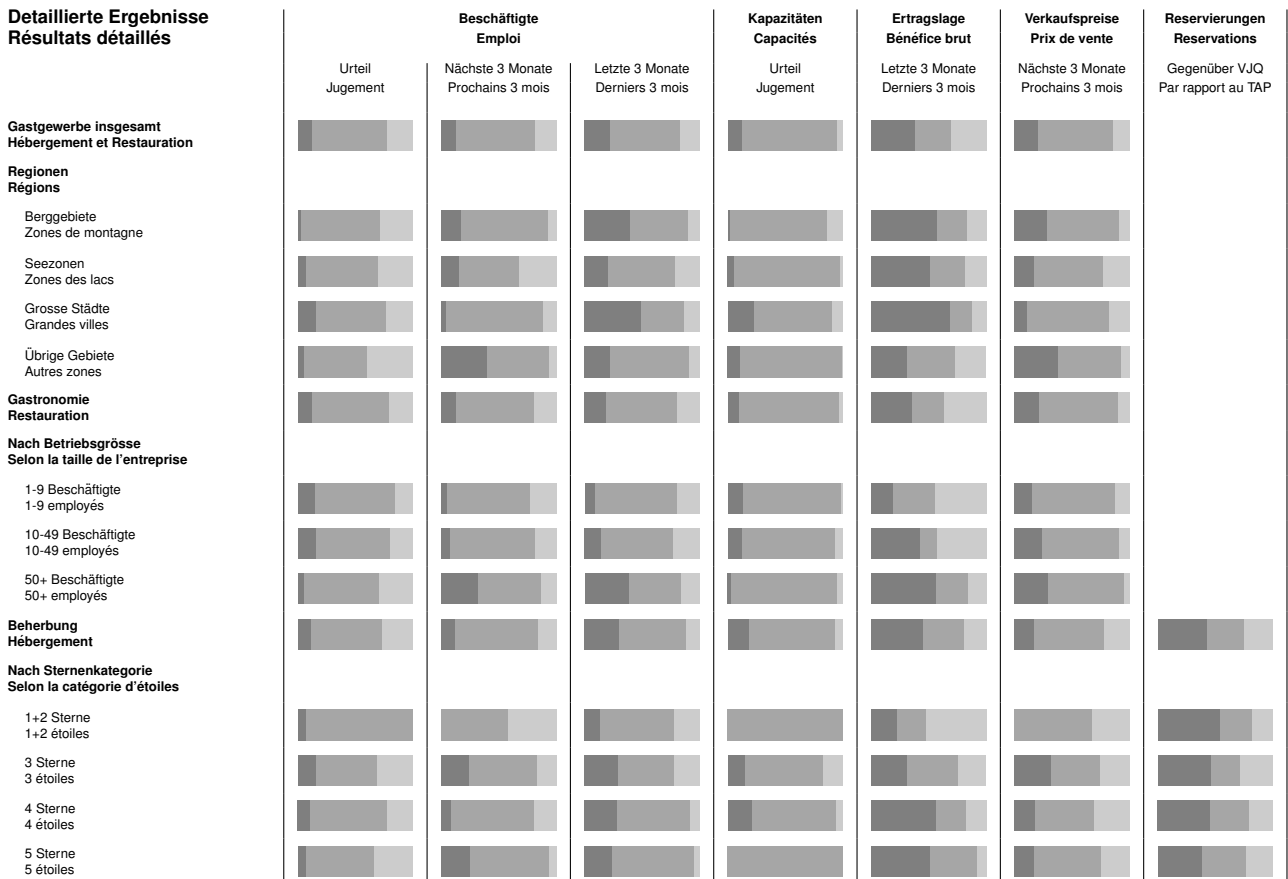 Detaillierte Ergebnisse
Résultats détaillés
Beschäftigte
Emploi
Kapazitäten
Capacités
Ertragslage
Bénéfice brut
Verkaufspreise
Prix de vente
Reservierungen
Reservations
Urteil
Jugement
Nächste 3 Monate
Prochains 3 mois
Letzte 3 Monate
Derniers 3 mois
Urteil
Jugement
Letzte 3 Monate
Derniers 3 mois
Nächste 3 Monate
Prochains 3 mois
Gegenüber VJQ
Par rapport au TAP
Gastgewerbe insgesamt
Hébergement et Restauration
Regionen
Régions
Berggebiete
Zones de montagne
Seezonen
Zones des lacs
Grosse Städte
Grandes villes
Übrige Gebiete
Autres zones
Gastronomie
Restauration
Nach Betriebsgrösse
Selon la taille de l'entreprise
1-9 Beschäftigte
1-9 employés
10-49 Beschäftigte
10-49 employés
50+ Beschäftigte
50+ employés
Beherbung
Hébergement
Nach Sternenkategorie
Selon la catégorie d'étoiles
1+2 Sterne
1+2 étoiles
3 Sterne
3 étoiles
4 Sterne
4 étoiles
5 Sterne
5 étoiles